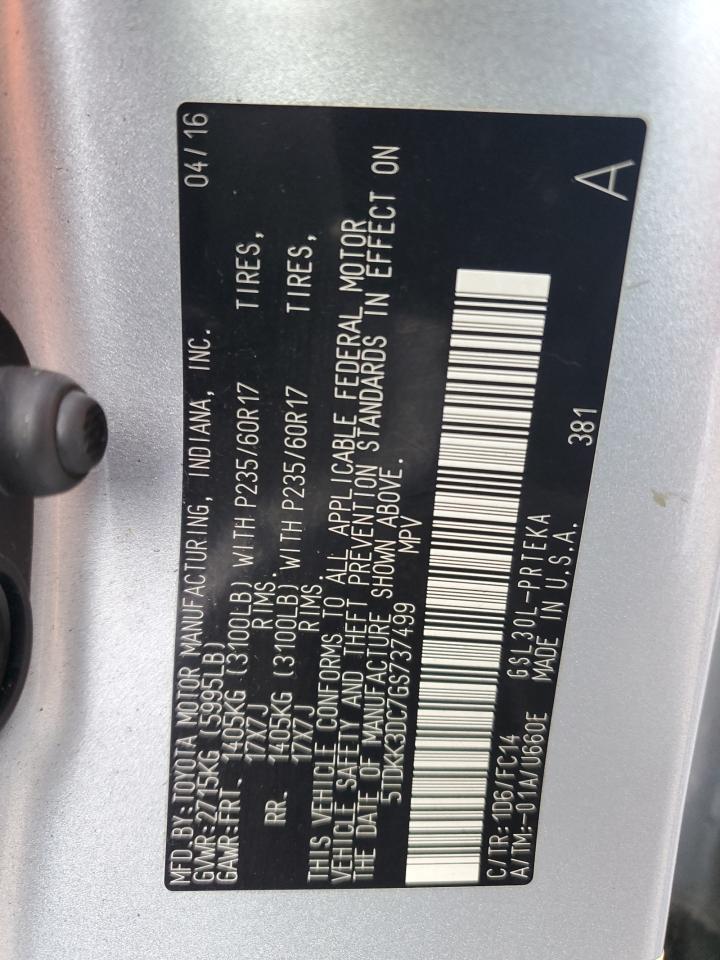 MFD.BY:TOYOTA MOTOR MANUFACTURING, INDIANA, INC. 04/16
GVWR:2715KG (5995LB)
GAWR:FRT. 1405KG (3100LB) WITH P235/60R17 TIRES,
17X7J RIMS.
RR. 1405KG (3100LB) WITH P235/60R17 TIRES,
17X7J RIMS.
THIS VEHICLE CONFORMS TO ALL APPLICABLE FEDERAL MOTOR
VEHICLE SAFETY AND THEFT PREVENTION STANDARDS IN EFFECT ON
THE DATE OF MANUFACTURE SHOWN ABOVE.
5TDKK3DC7GS737499 MPV
C/TR:1D6/FC14 GSL30L-PRTEKA 381 A
A/TM:-01A/U660E MADE IN U.S.A.